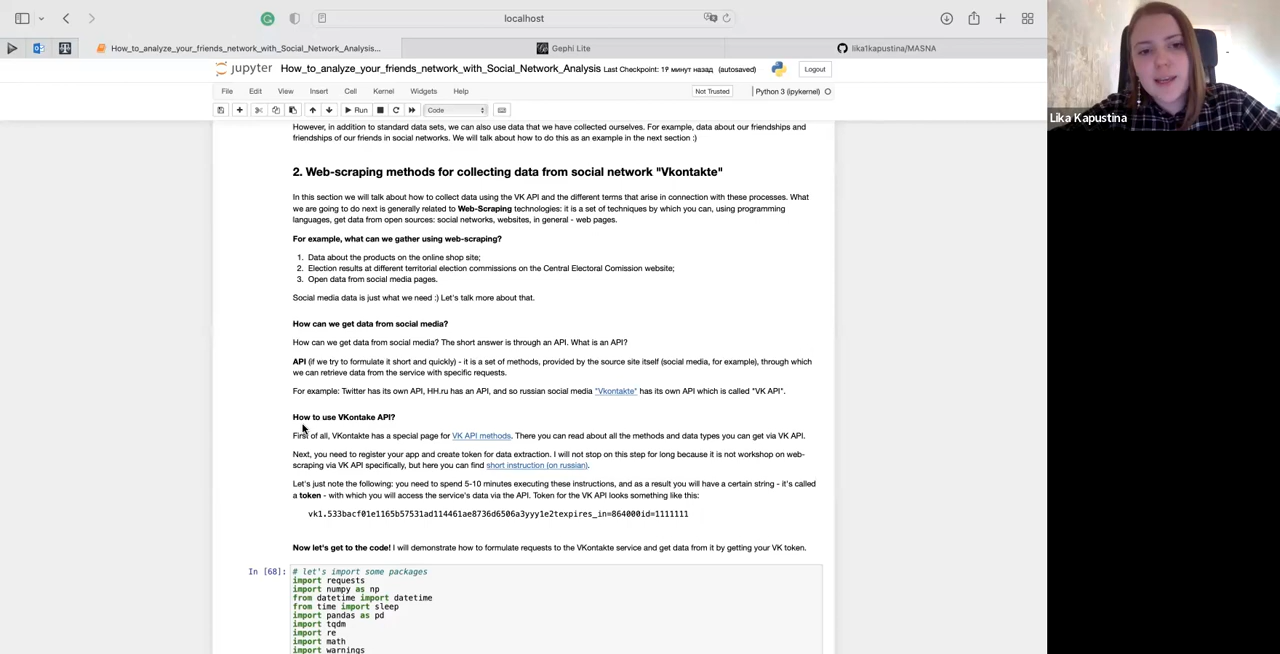 localhost
How_to_analyze_your_friends_network_with_Social_Network_Analysis...
Gephi Lite
lika1kapustina/MASNA
jupyter How_to_analyze_your_friends_network_with_Social_Network_Analysis Last Checkpoint: 19 минут назад (autosaved)
Logout
File Edit View Insert Cell Kernel Widgets Help
Not Trusted
Python 3 (ipykernel)
Run
Code
However, in addition to standard data sets, we can also use data that we have collected ourselves. For example, data about our friendships and
friendships of our friends in social networks. We will talk about how to do this as an example in the next section :)
2. Web-scraping methods for collecting data from social network "Vkontakte"
In this section we will talk about how to collect data using the VK API and the different terms that arise in connection with these processes. What
we are going to do next is generally related to Web-Scraping technologies: it is a set of techniques by which you can, using programming
languages, get data from open sources: social networks, websites, in general - web pages.
For example, what can we gather using web-scraping?
1. Data about the products on the online shop site;
2. Election results at different territorial election commissions on the Central Electoral Comission website;
3. Open data from social media pages.
Social media data is just what we need :) Let's talk more about that.
How can we get data from social media?
How can we get data from social media? The short answer is through an API. What is an API?
API (if we try to formulate it short and quickly) - it is a set of methods, provided by the source site itself (social media, for example), through which
we can retrieve data from the service with specific requests.
For example: Twitter has its own API, HH.ru has an API, and so russian social media "Vkontakte" has its own API which is called "VK API".
How to use VKontake API?
First of all, VKontakte has a special page for VK API methods. There you can read about all the methods and data types you can get via VK API.
Next, you need to register your app and create token for data extraction. I will not stop on this step for long because it is not workshop on web-
scraping via VK API specifically, but here you can find short instruction (on russian).
Let's just note the following: you need to spend 5-10 minutes executing these instructions, and as a result you will have a certain string - it's called
a token - with which you will access the service's data via the API. Token for the VK API looks something like this:
vk1.533bacf01e1165b57531ad114461ae8736d6506a3yyy1e2texpires_in=864000id=1111111
Now let's get to the code! I will demonstrate how to formulate requests to the VKontakte service and get data from it by getting your VK token.
In [68]:
# let's import some packages
import requests
import numpy as np
from datetime import datetime
from time import sleep
import pandas as pd
import tqdm
import re
import math
import warnings
Lika Kapustina